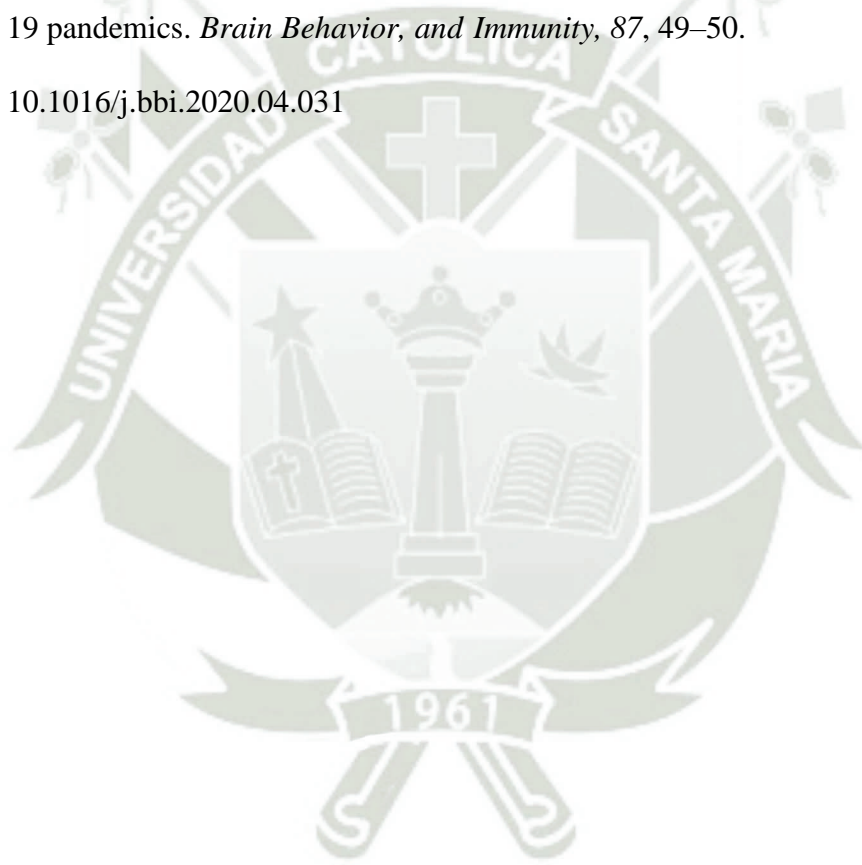 19 pandemics. Brain Behavior, and Immunity, 87, 49–50.
10.1016/j.bbi.2020.04.031
UNIVERSIDAD CATOLICA SANTA MARIA
1961